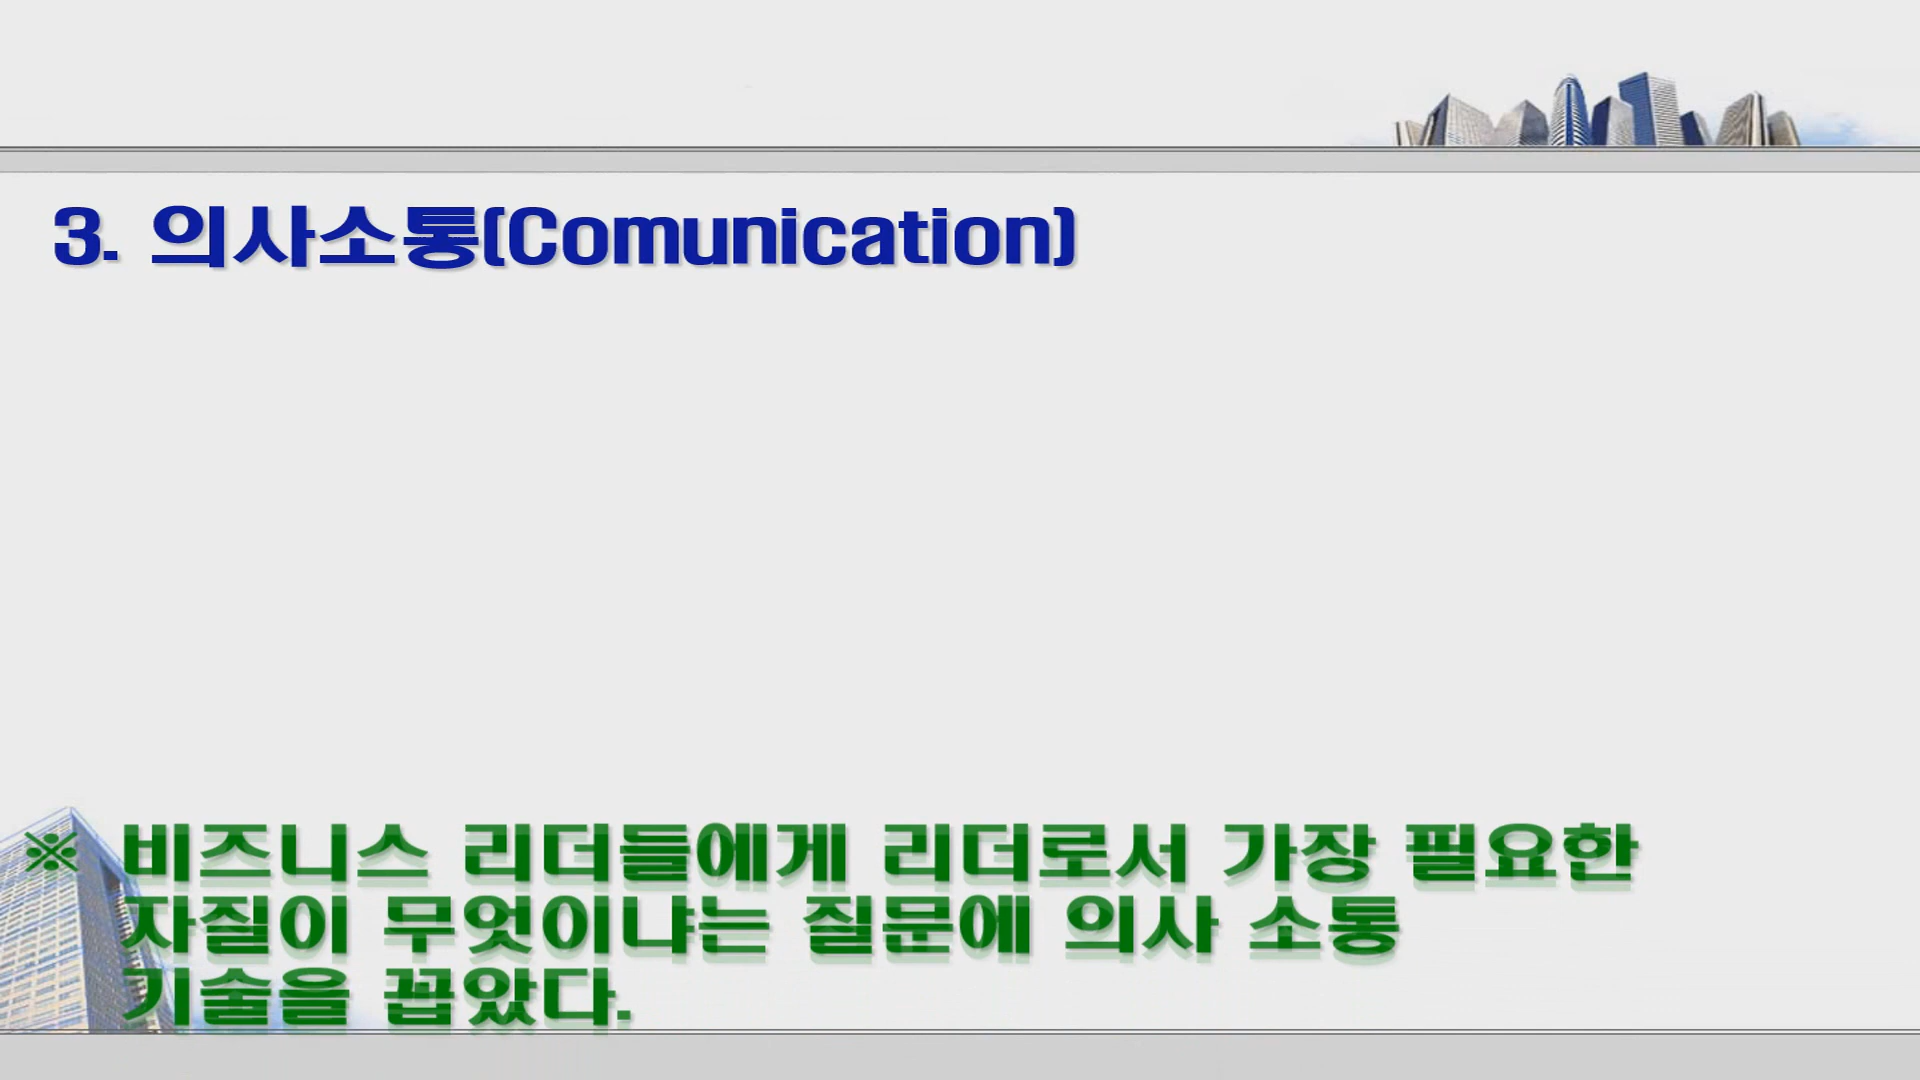 3. 의사소통(Comunication)
※ 비즈니스 리더들에게 리더로서 가장 필요한
자질이 무엇이냐는 질문에 의사 소통
기술을 꼽았다.